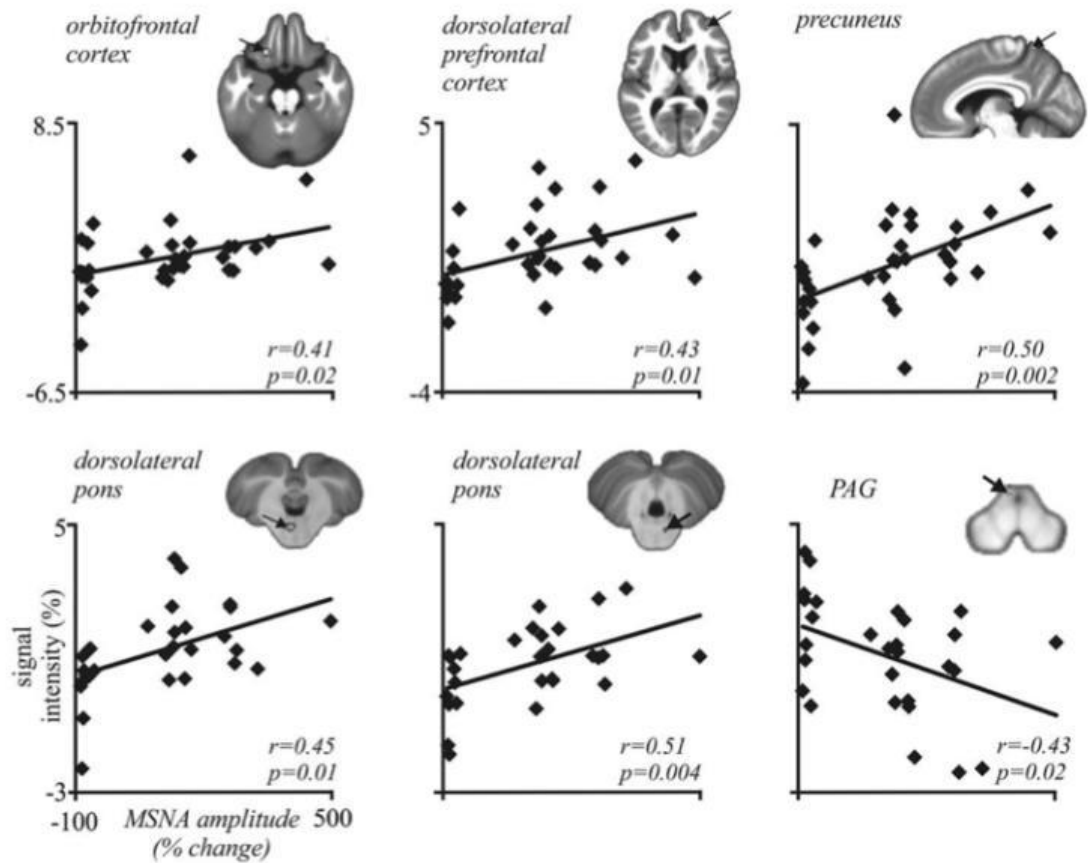 orbitofrontal
cortex
8.5
-6.5
r=0.41
p=0.02
dorsolateral
prefrontal
cortex
5
-4
r=0.43
p=0.01
precuneus
r=0.50
p=0.002
dorsolateral
pons
5
-3
signal
intensity (%)
r=0.45
p=0.01
-100
MSNA amplitude
(% change)
500
dorsolateral
pons
r=0.51
p=0.004
PAG
r=-0.43
p=0.02